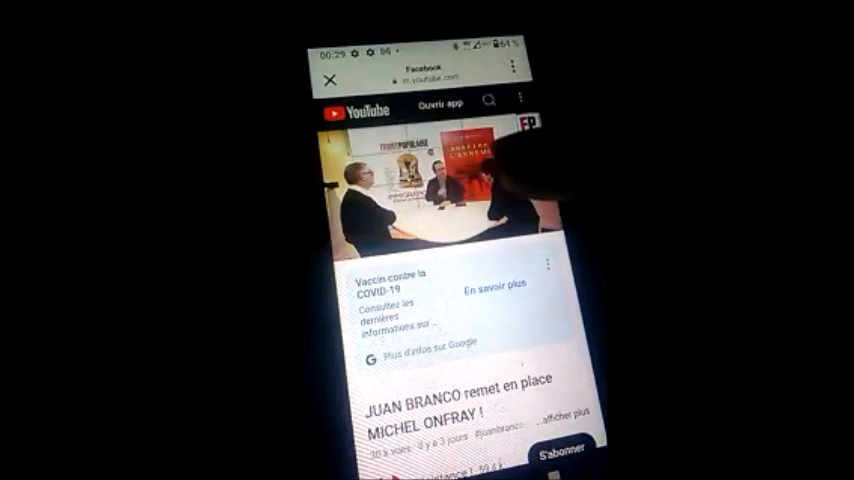 00:29
64 %
Facebook
m.youtube.com
YouTube
Ouvrir app
FP
FRONT POPULAIRE
Vaccin contre la
COVID-19
Consultez les
dernières
informations sur ...
En savoir plus
G Plus d'infos sur Google
JUAN BRANCO remet en place
MICHEL ONFRAY !
30 k vues il y a 3 jours #juanbranco ...afficher plus
S'abonner